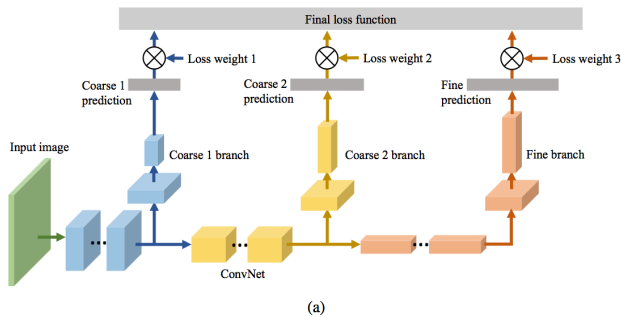 Final loss function
Loss weight 1
Loss weight 2
Loss weight 3
Coarse 1
prediction
Coarse 2
prediction
Fine
prediction
Input image
Coarse 1 branch
Coarse 2 branch
Fine branch
ConvNet
(a)